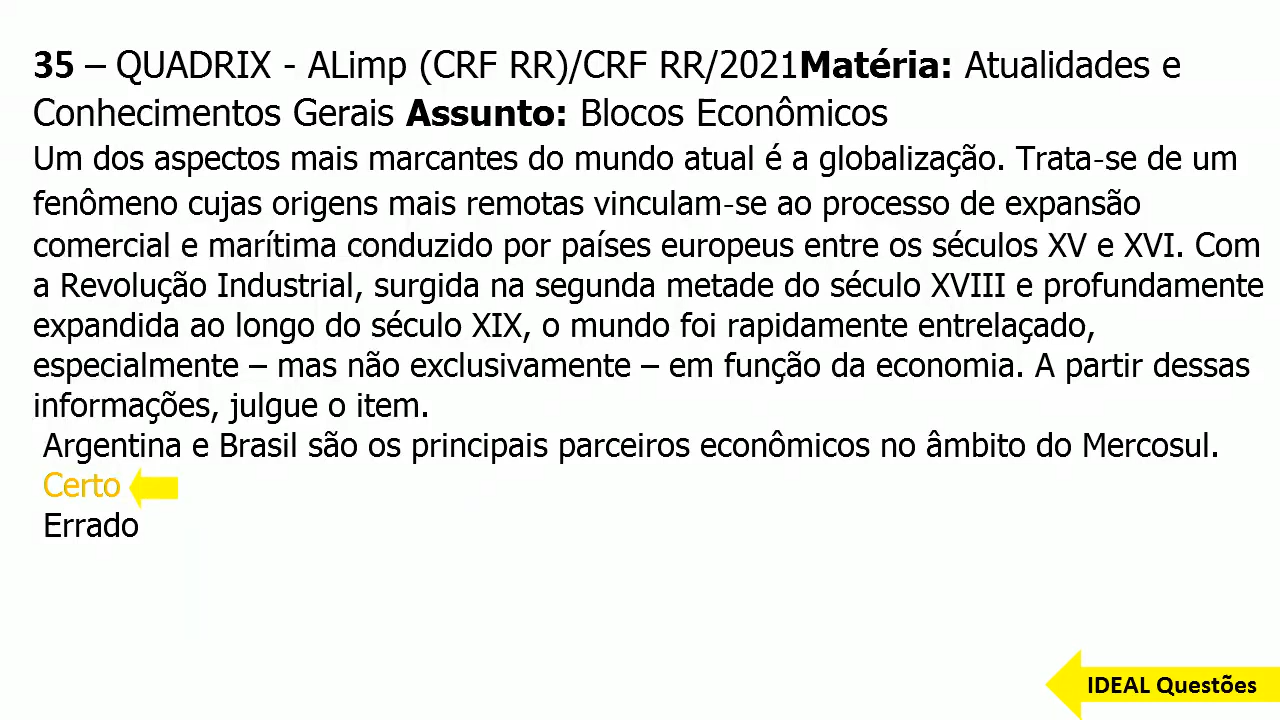 35 – QUADRIX - ALimp (CRF RR)/CRF RR/2021Matéria: Atualidades e
Conhecimentos Gerais Assunto: Blocos Econômicos
Um dos aspectos mais marcantes do mundo atual é a globalização. Trata-se de um
fenômeno cujas origens mais remotas vinculam-se ao processo de expansão
comercial e marítima conduzido por países europeus entre os séculos XV e XVI. Com
a Revolução Industrial, surgida na segunda metade do século XVIII e profundamente
expandida ao longo do século XIX, o mundo foi rapidamente entrelaçado,
especialmente – mas não exclusivamente – em função da economia. A partir dessas
informações, julgue o item.
Argentina e Brasil são os principais parceiros econômicos no âmbito do Mercosul.
Certo
Errado
IDEAL Questões